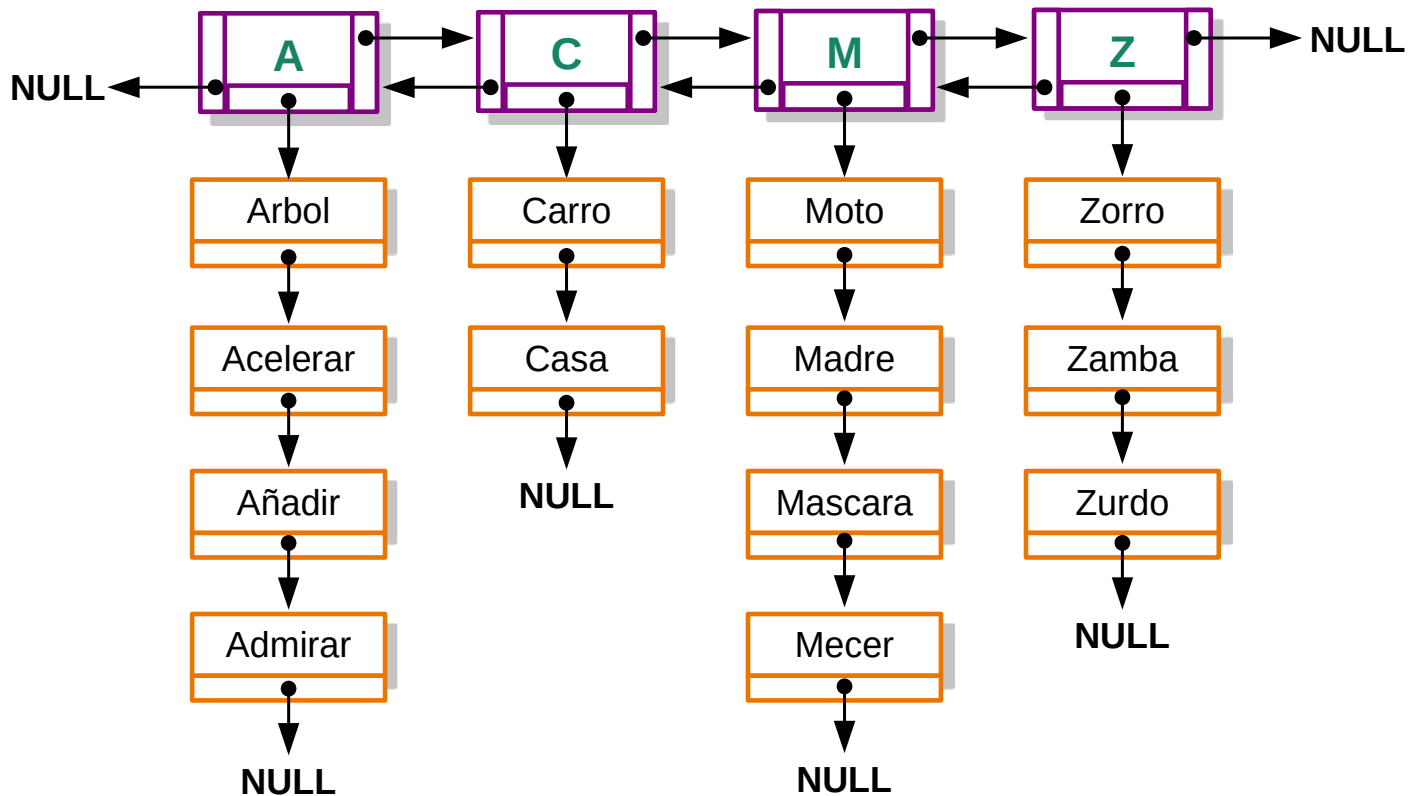 A
C
M
Z
NULL
NULL
Arbol
Carro
Moto
Zorro
Acelerar
Casa
Madre
Zamba
Añadir
NULL
Mascara
Zurdo
Admirar
Mecer
NULL
NULL
NULL